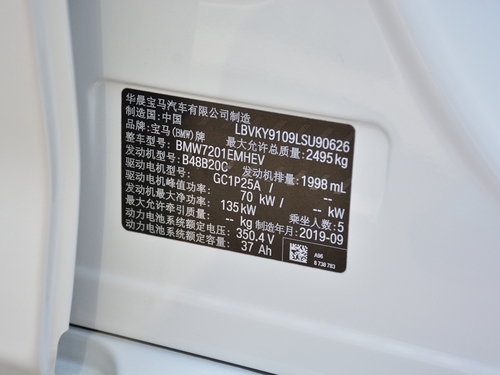 华晨宝马汽车有限公司制造
制造国：中国 LBVKY9109LSU90626
品牌：宝马(BMW)牌 最大允许总质量：2495kg
整车型号：BMW7201EMHEV
发动机型号：B48B20C 发动机排量：1998 mL
驱动电机型号：GC1P25A / --
驱动电机峰值功率：70 kW / -- kW
发动机最大净功率：135kW 乘坐人数：5
最大允许牵引质量：-- kg 制造年月：2019-09
动力电池系统额定电压：350.4 V
动力电池系统额定容量：37 Ah
A96
8 738 783